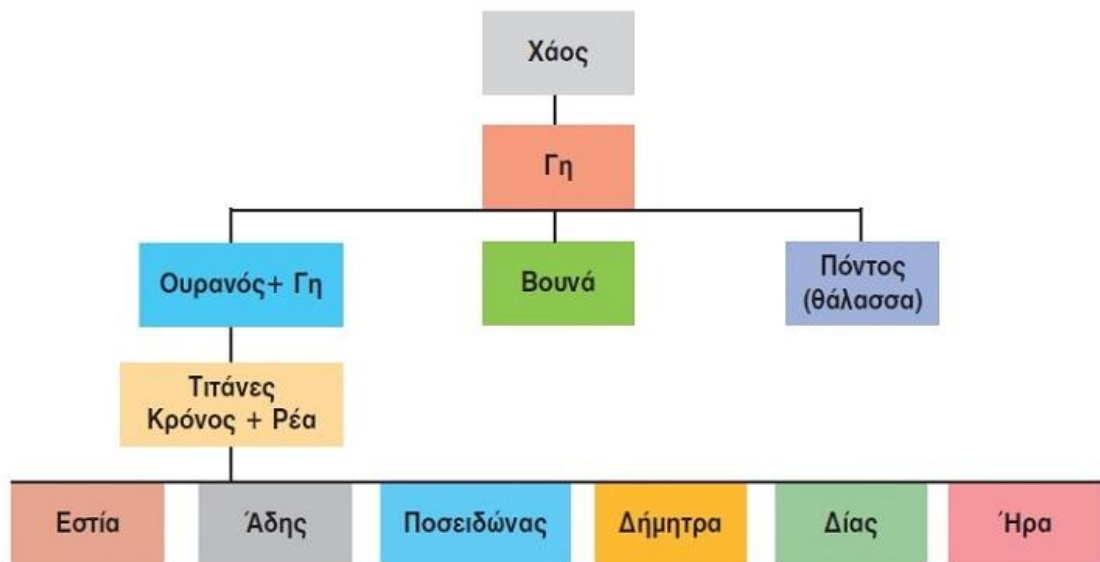 Χάος
Γη
Ουρανός+ Γη
Βουνά
Πόντος
(θάλασσα)
Τιτάνες
Κρόνος + Ρέα
Εστία
Άδης
Ποσειδώνας
Δήμητρα
Δίας
Ήρα